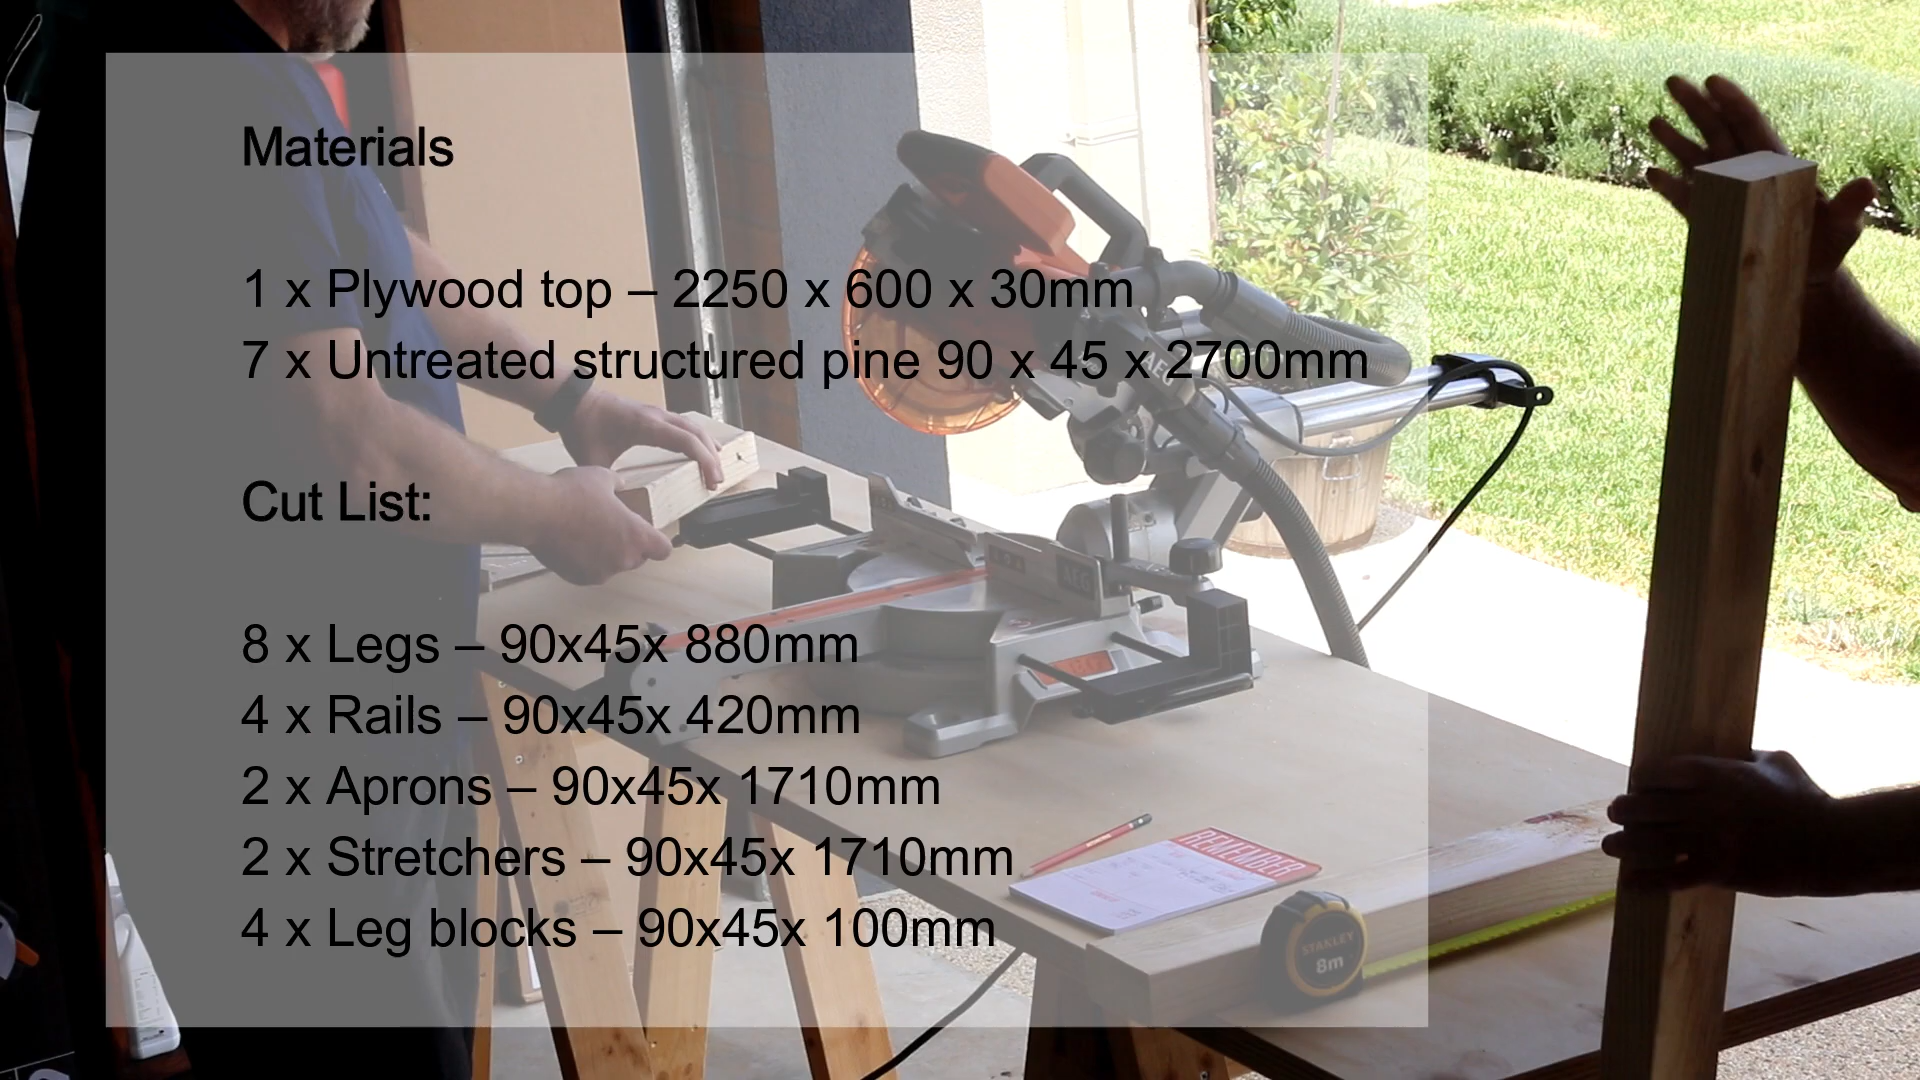 Materials
1 x Plywood top – 2250 x 600 x 30mm
7 x Untreated structured pine 90 x 45 x 2700mm
Cut List:
8 x Legs – 90x45x 880mm
4 x Rails – 90x45x 420mm
2 x Aprons – 90x45x 1710mm
2 x Stretchers – 90x45x 1710mm
4 x Leg blocks – 90x45x 100mm
AEG
REMEMBER
STANLEY
8m